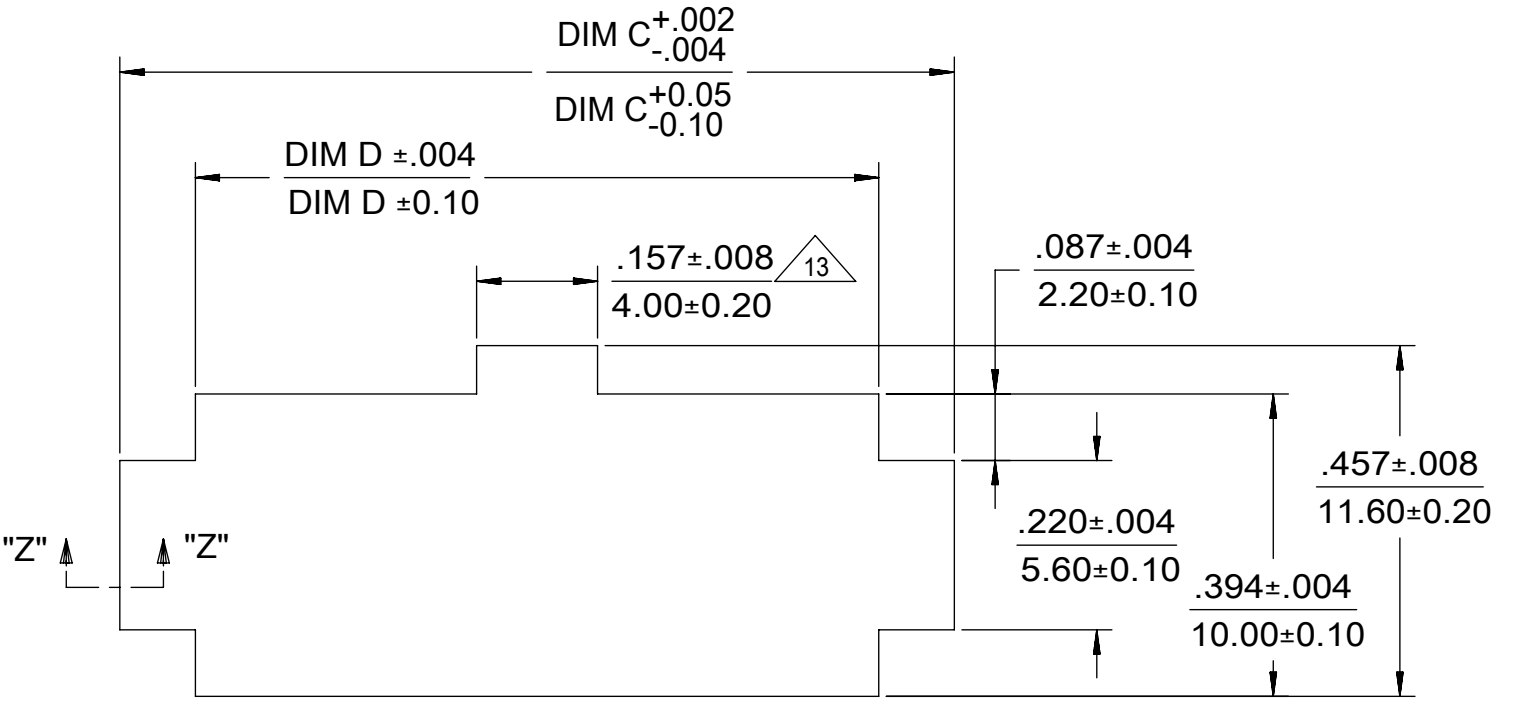 DIM C +.002
-.004
DIM C +0.05
-0.10
DIM D ±.004
DIM D ±0.10
.157±.008 13
4.00±0.20
.087±.004
2.20±0.10
.457±.008
11.60±0.20
.220±.004
5.60±0.10
"Z" "Z"
.394±.004
10.00±0.10